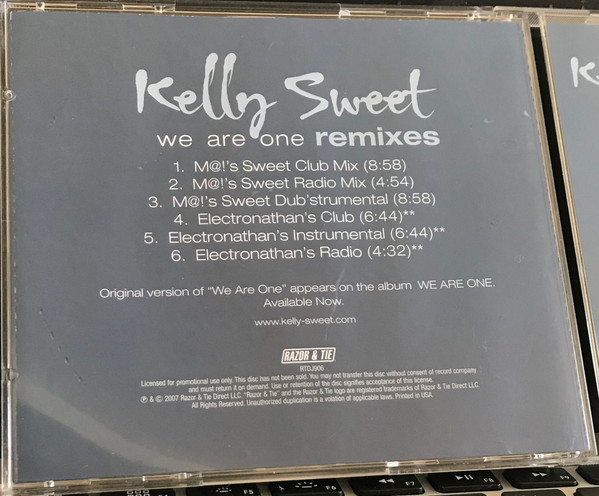 Kelly Sweet
we are one remixes
1. M@!'s Sweet Club Mix (8:58)
2. M@!'s Sweet Radio Mix (4:54)
3. M@!'s Sweet Dub'strumental (8:58)
4. Electronathan's Club (6:44)**
5. Electronathan's Instrumental (6:44)**
6. Electronathan's Radio (4:32)**
Original version of "We Are One" appears on the album WE ARE ONE.
Available Now.
www.kelly-sweet.com
RAZOR & TIE
RTDJ906
Licensed for promotional use only. This disc has not been sold. You may not transfer this disc without consent of record company
and must return it on demand. Use or retention of the disc signifies acceptance of this license.
℗ & © 2007 Razor & Tie Direct LLC. "Razor & Tie" and the Razor & Tie logo are registered trademarks of Razor & Tie Direct LLC.
All Rights Reserved. Unauthorized duplication is a violation of applicable laws. Printed in USA.
K
F5
F6
F7
F8
F9